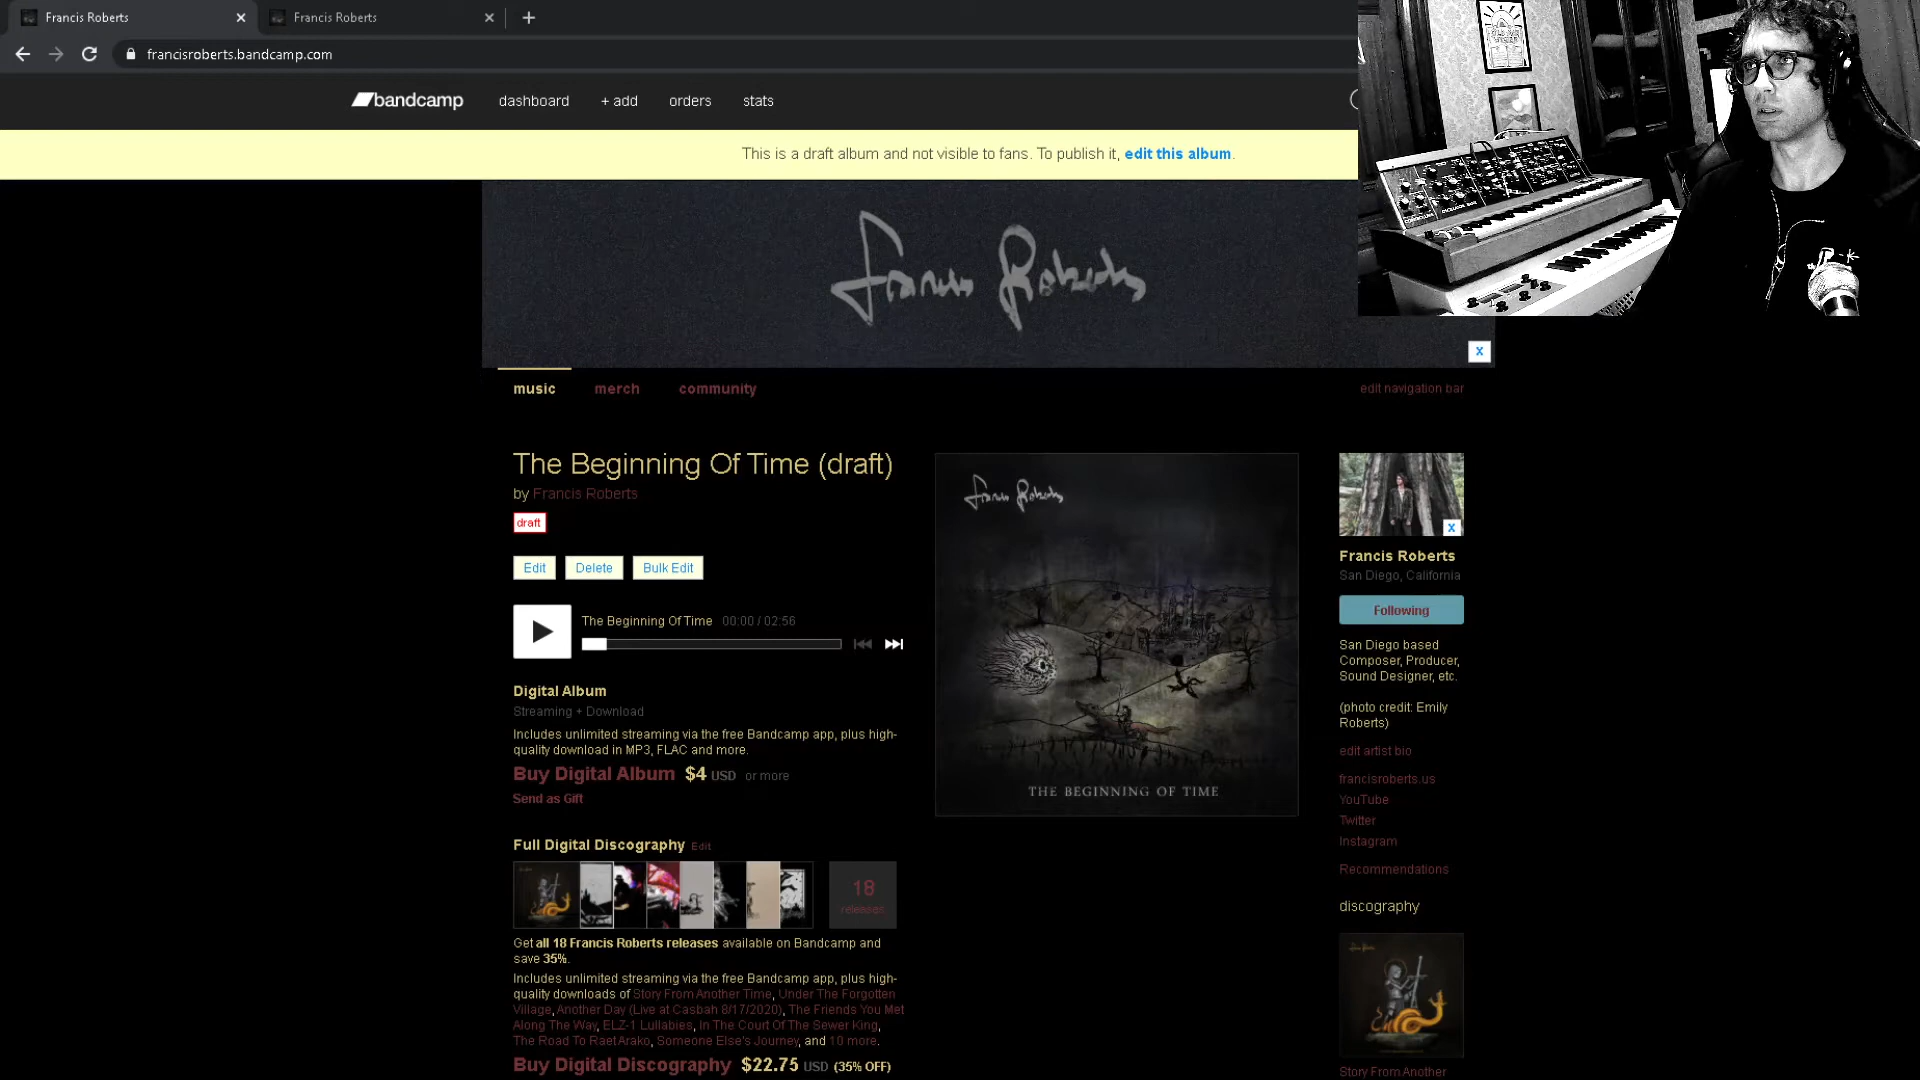 Francis Roberts
Francis Roberts
francisroberts.bandcamp.com
bandcamp
dashboard
+ add
orders
stats
This is a draft album and not visible to fans. To publish it, edit this album.
Francis Roberts
X
music
merch
community
edit navigation bar
The Beginning Of Time (draft)
by Francis Roberts
draft
Edit
Delete
Bulk Edit
The Beginning Of Time 00:00 / 02:56
Digital Album
Streaming + Download
Includes unlimited streaming via the free Bandcamp app, plus high-
quality download in MP3, FLAC and more.
Buy Digital Album $4 USD or more
Send as Gift
Full Digital Discography Edit
18
releases
Get all 18 Francis Roberts releases available on Bandcamp and
save 35%.
Includes unlimited streaming via the free Bandcamp app, plus high-
quality downloads of Story From Another Time, Under The Forgotten
Village, Another Day (Live at Casbah 8/17/2020), The Friends You Met
Along The Way, ELZ-1 Lullabies, In The Court Of The Sewer King,
The Road To Raet Arako, Someone Else's Journey, and 10 more.
Buy Digital Discography $22.75 USD (35% OFF)
Francis Roberts
THE BEGINNING OF TIME
X
Francis Roberts
San Diego, California
Following
San Diego based
Composer, Producer,
Sound Designer, etc.
(photo credit: Emily
Roberts)
edit artist bio
francisroberts.us
YouTube
Twitter
Instagram
Recommendations
discography
Story From Another